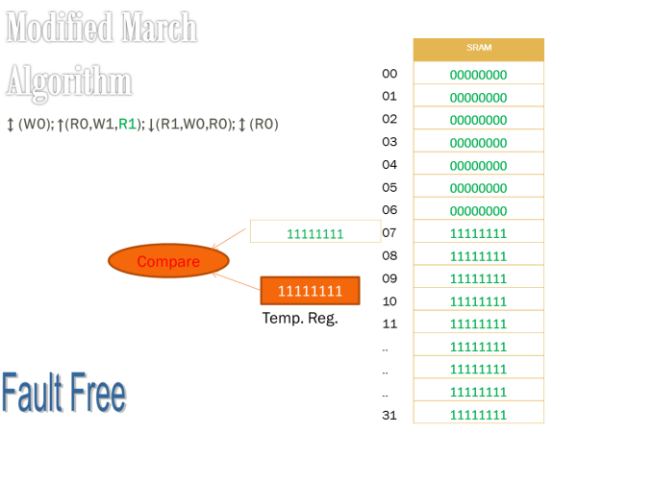 Modified March
Algorithm
↕ (W0); ↑(R0,W1,R1); ↓(R1,W0,R0); ↕ (R0)
SRAM
00 00000000
01 00000000
02 00000000
03 00000000
04 00000000
05 00000000
06 00000000
11111111 07 11111111
Compare 08 11111111
11111111 09 11111111
10 11111111
Temp. Reg. 11 11111111
.. 11111111
.. 11111111
.. 11111111
31 11111111
Fault Free